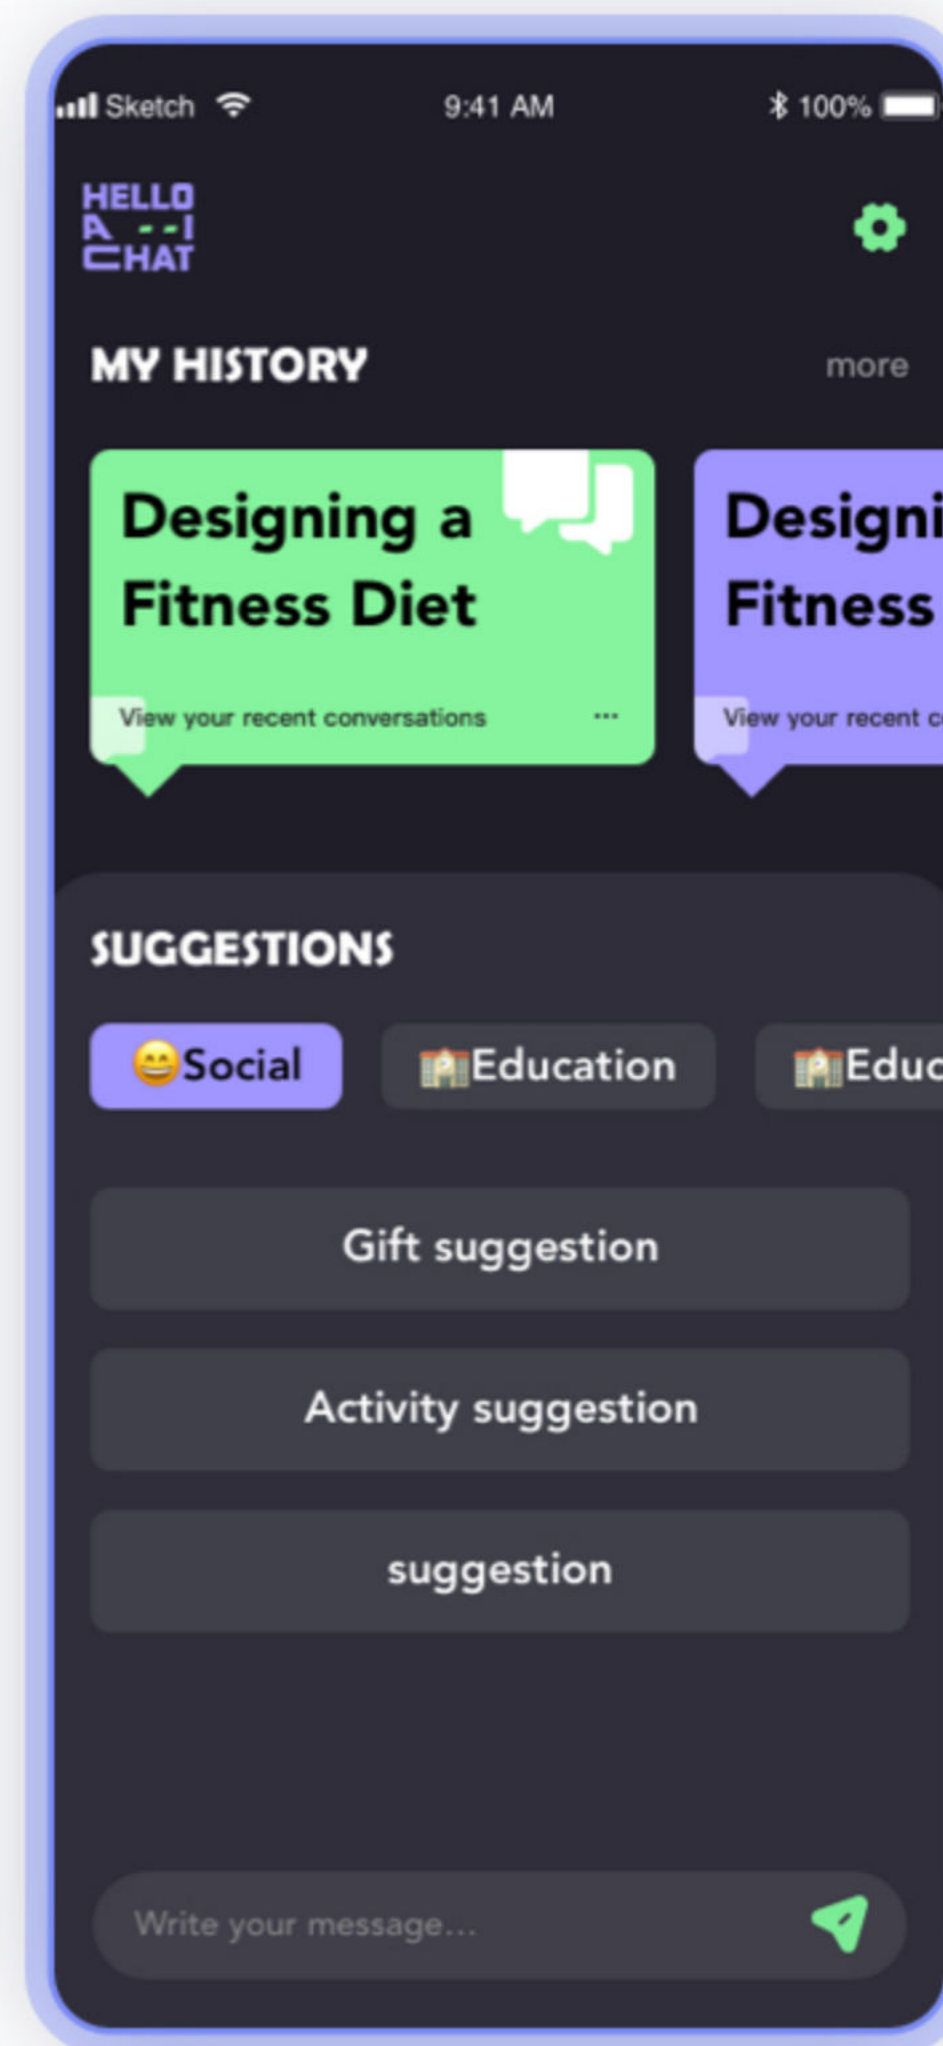 Sketch 9:41 AM 100%
HELLO
A --I
CHAT
MY HISTORY more
Designing a
Fitness Diet
View your recent conversations ...
Designi
Fitness
View your recent c
SUGGESTIONS
😄Social 🏫Education 🏫Educ
Gift suggestion
Activity suggestion
suggestion
Write your message...